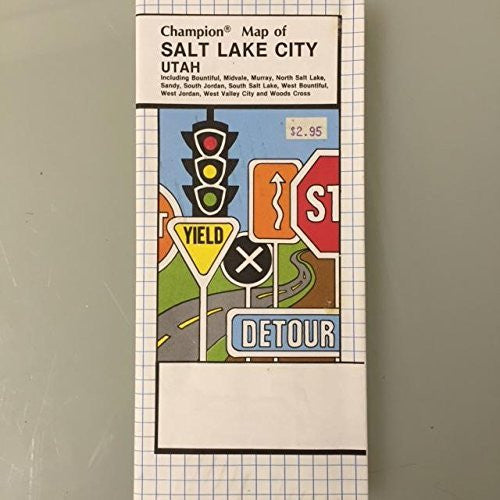 Champion® Map of
SALT LAKE CITY
UTAH
Including Bountiful, Midvale, Murray, North Salt Lake,
Sandy, South Jordan, South Salt Lake, West Bountiful,
West Jordan, West Valley City and Woods Cross
$2.95
YIELD
ST
T
DETOUR